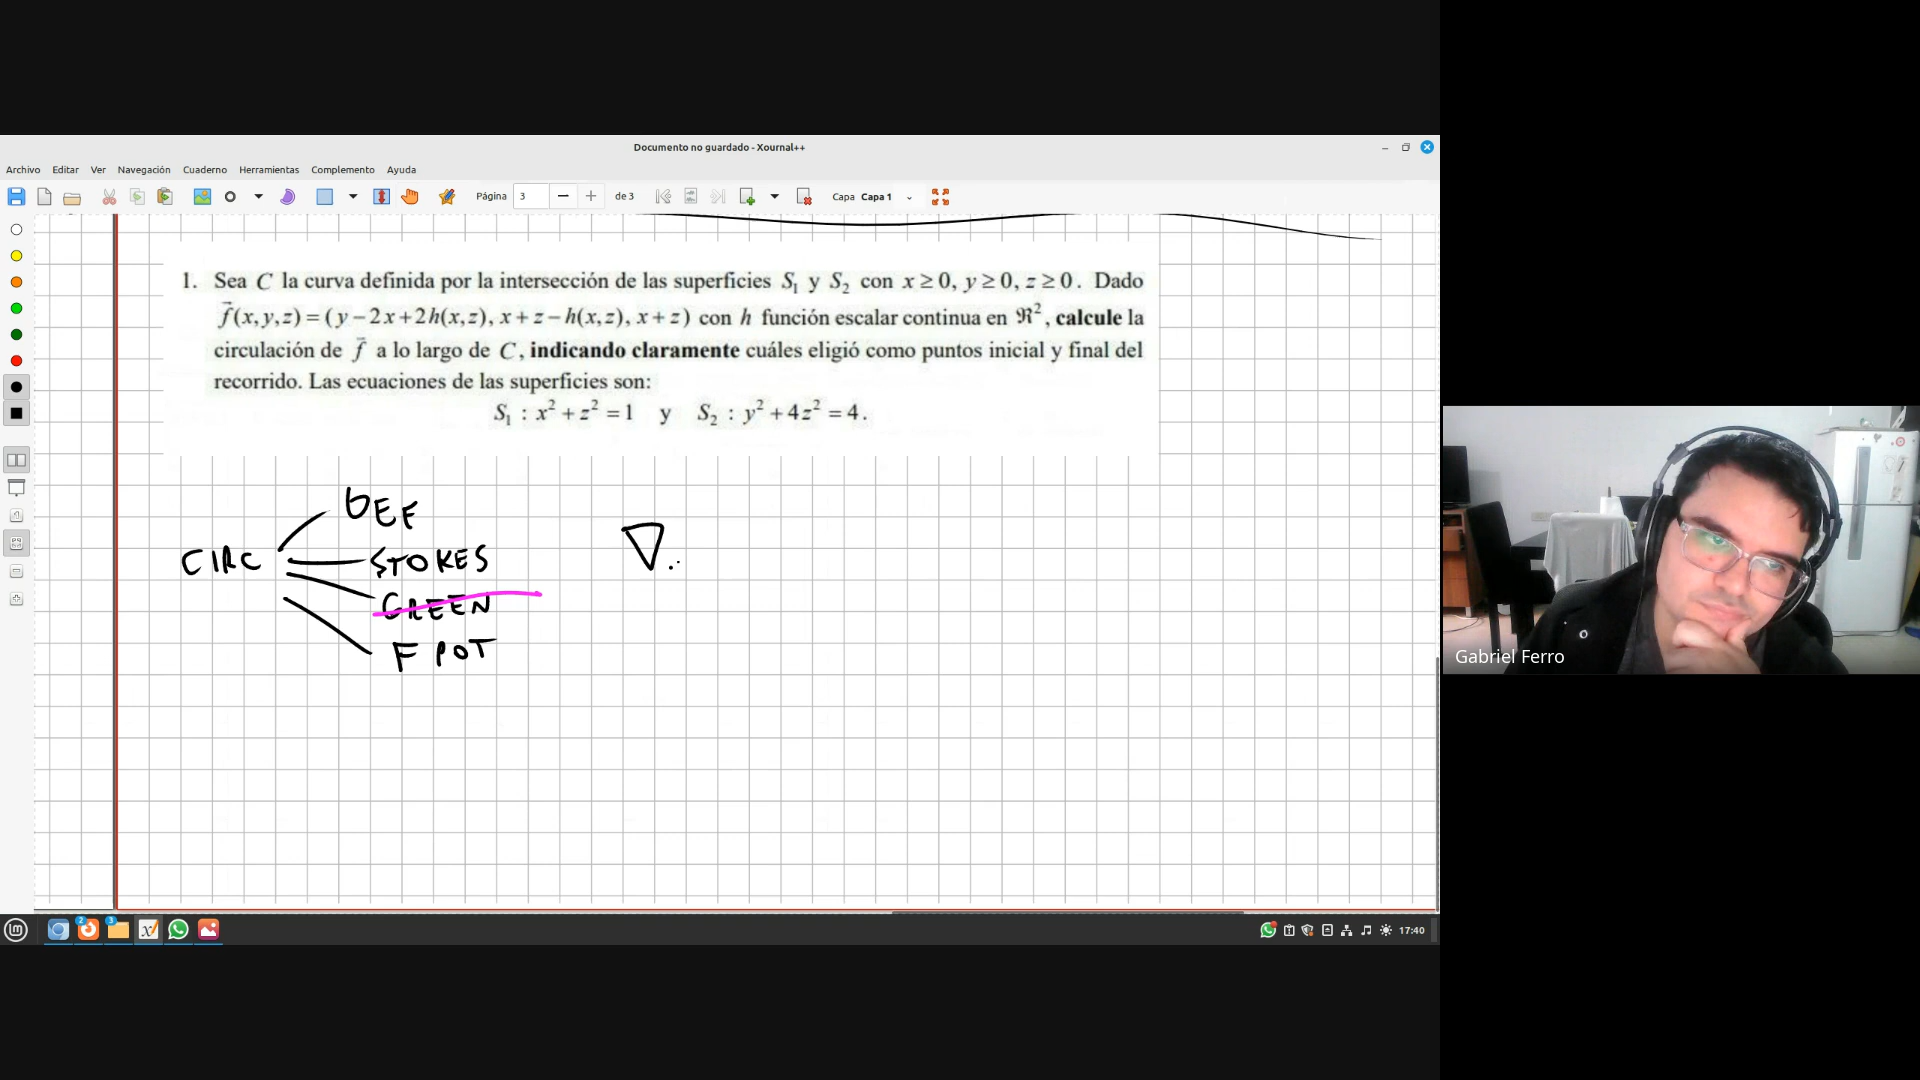 Documento no guardado - Xournal++
Archivo Editar Ver Navegación Cuaderno Herramientas Complemento Ayuda
Página 3 de 3 Capa Capa 1
1. Sea C la curva definida por la intersección de las superficies S₁ y S₂ con x ≥ 0, y ≥ 0, z ≥ 0. Dado
f⃗(x,y,z) = (y−2x+2h(x,z), x+z−h(x,z), x+z) con h función escalar continua en ℜ², calcule la
circulación de f⃗ a lo largo de C, indicando claramente cuáles eligió como puntos inicial y final del
recorrido. Las ecuaciones de las superficies son:
S₁ : x² + z² = 1 y S₂ : y² + 4z² = 4.
DEF
CIRC STOKES
GREEN
F POT
∇.
Gabriel Ferro
2 3
17:40